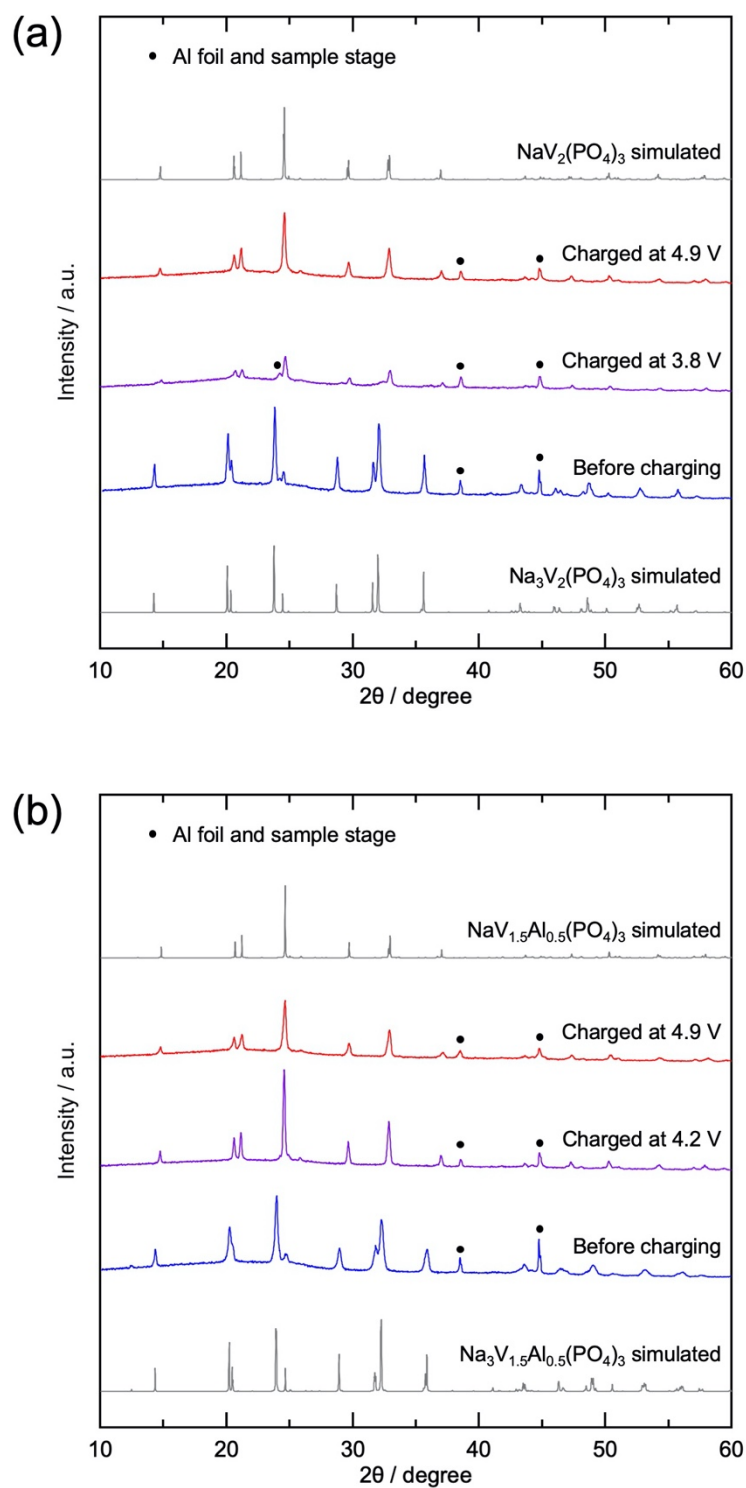 (a)
• Al foil and sample stage
NaV₂(PO₄)₃ simulated
Charged at 4.9 V
Charged at 3.8 V
Before charging
Na₃V₂(PO₄)₃ simulated
Intensity / a.u.
10 20 30 40 50 60
2θ / degree
(b)
• Al foil and sample stage
NaV₁.₅Al₀.₅(PO₄)₃ simulated
Charged at 4.9 V
Charged at 4.2 V
Before charging
Na₃V₁.₅Al₀.₅(PO₄)₃ simulated
Intensity / a.u.
10 20 30 40 50 60
2θ / degree